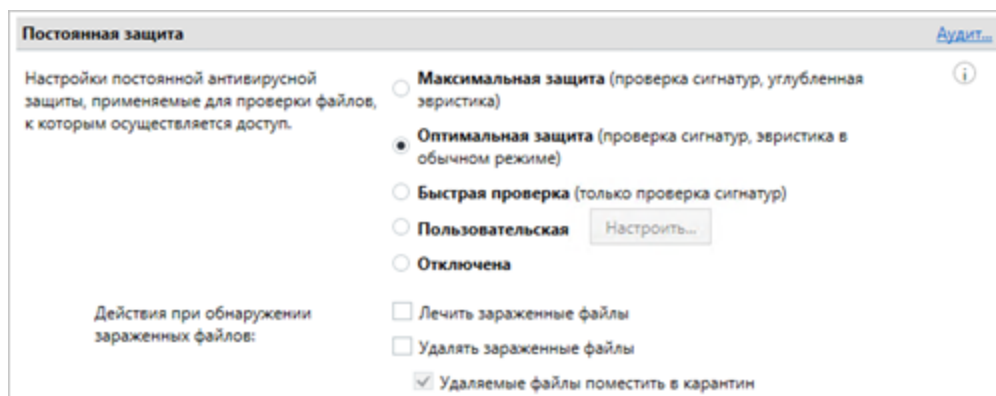 Постоянная защита
Аудит...
Настройки постоянной антивирусной
защиты, применяемые для проверки файлов,
к которым осуществляется доступ.
Максимальная защита (проверка сигнатур, углубленная
эвристика)
Оптимальная защита (проверка сигнатур, эвристика в
обычном режиме)
Быстрая проверка (только проверка сигнатур)
Пользовательская
Настроить...
Отключена
Действия при обнаружении
зараженных файлов:
Лечить зараженные файлы
Удалять зараженные файлы
Удаляемые файлы поместить в карантин